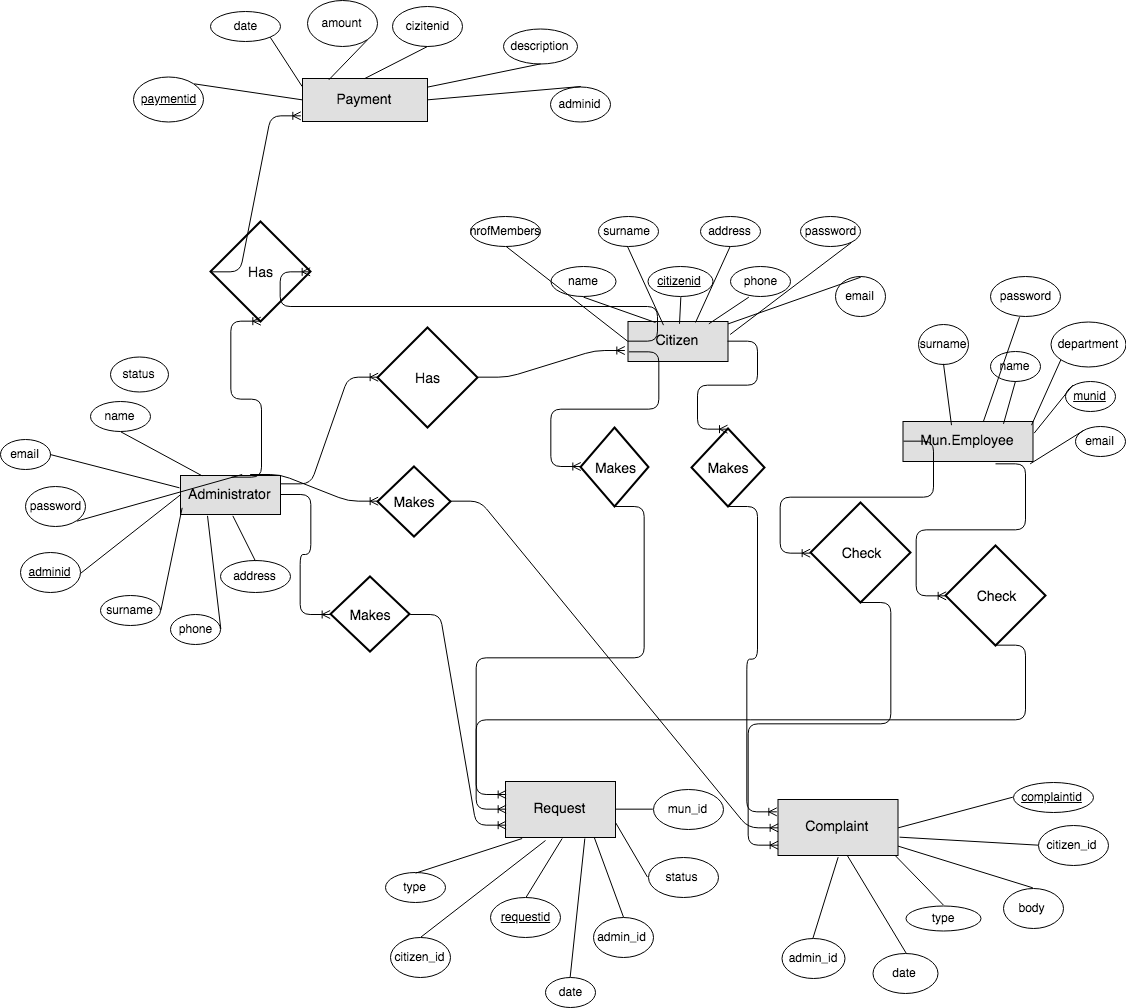 date
amount
cizitenid
description
paymentid
Payment
adminid
Has
nrofMembers
surname
address
password
name
citizenid
phone
email
Citizen
password
surname
name
department
munid
email
Mun.Employee
status
Has
name
email
Administrator
password
Makes
Makes
Makes
adminid
address
surname
phone
Makes
Check
Check
Request
mun_id
type
status
requestid
admin_id
citizen_id
date
Complaint
complaintid
citizen_id
body
type
admin_id
date